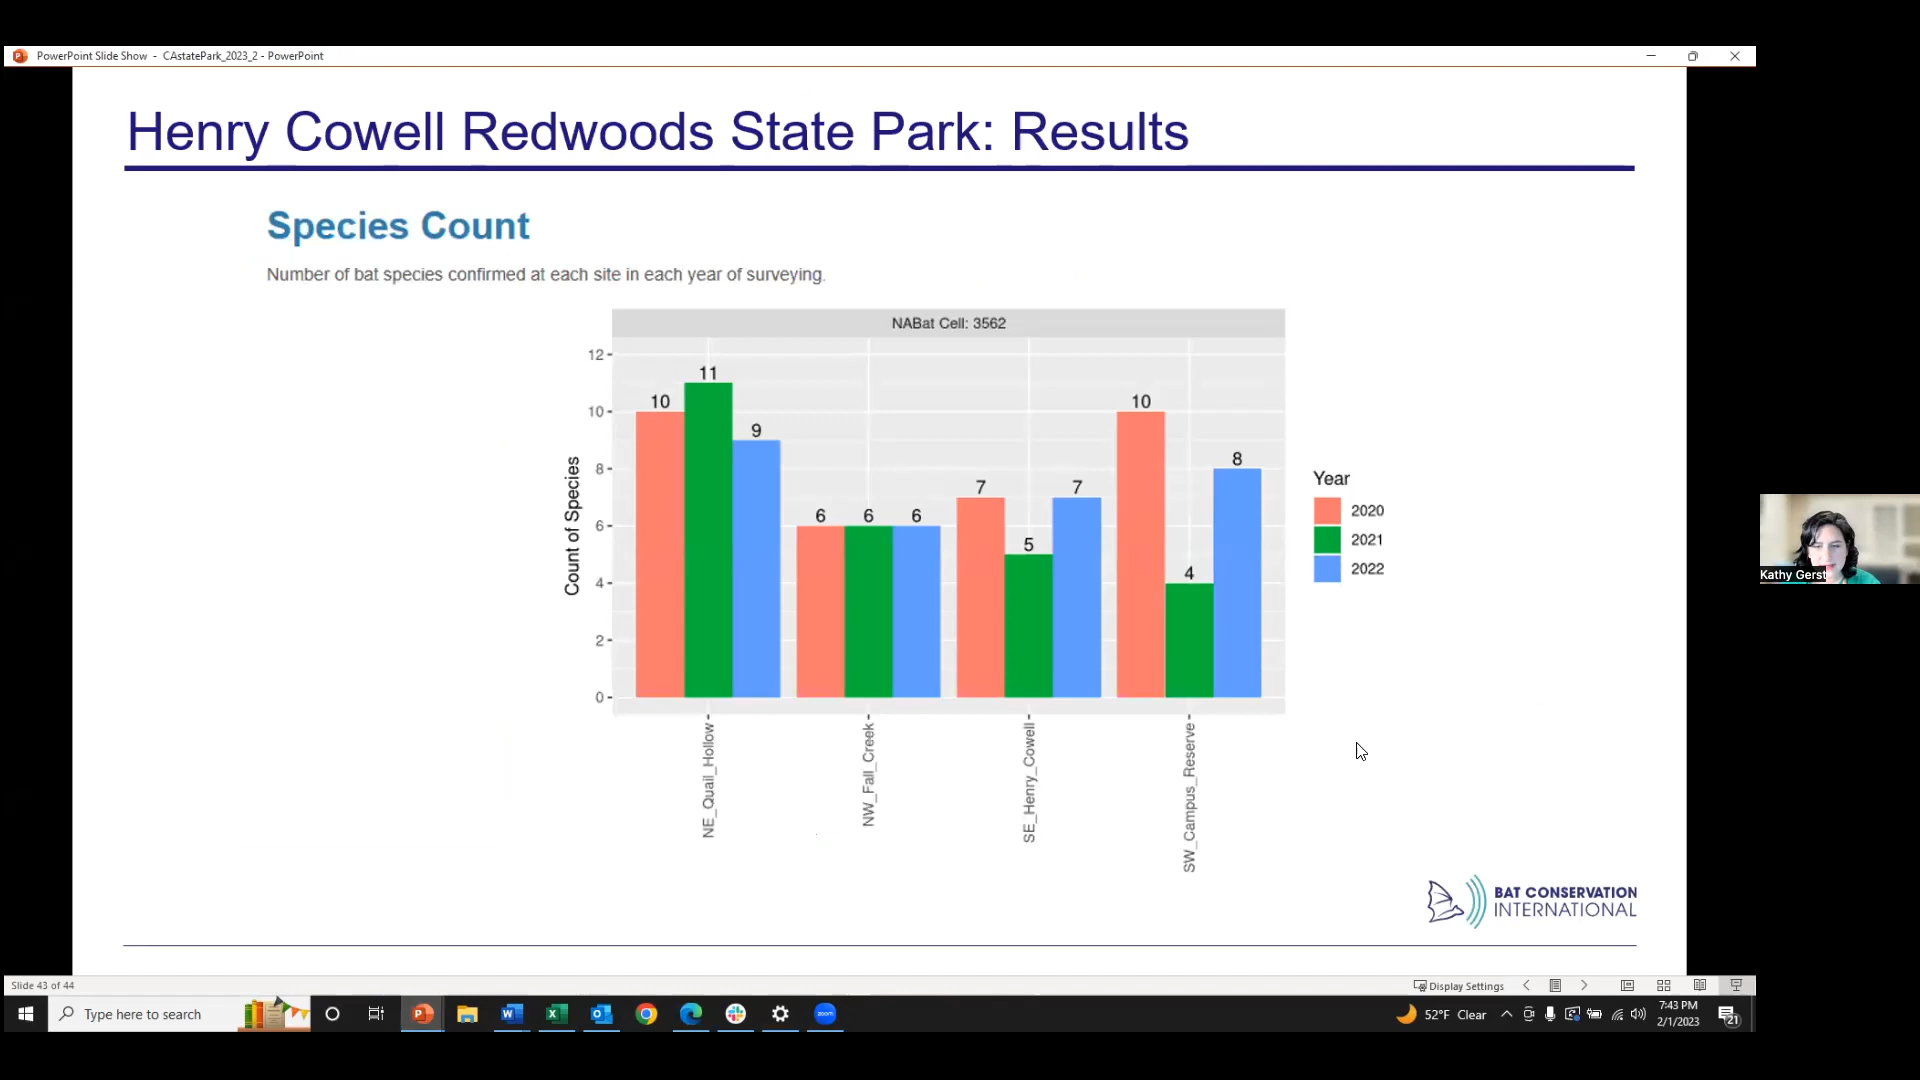 PowerPoint Slide Show - CAstatePark_2023_2 - PowerPoint
Henry Cowell Redwoods State Park: Results
Species Count
Number of bat species confirmed at each site in each year of surveying.
NABat Cell: 3562
Count of Species
12
10
8
6
4
2
0
10
11
9
6
6
6
7
5
7
10
4
8
NE_Quail_Hollow
NW_Fall_Creek
SE_Henry_Cowell
SW_Campus_Reserve
Year
2020
2021
2022
Kathy Gerst
BAT CONSERVATION
INTERNATIONAL
Slide 43 of 44
Display Settings
Type here to search
zoom
52°F Clear
7:43 PM
2/1/2023
21